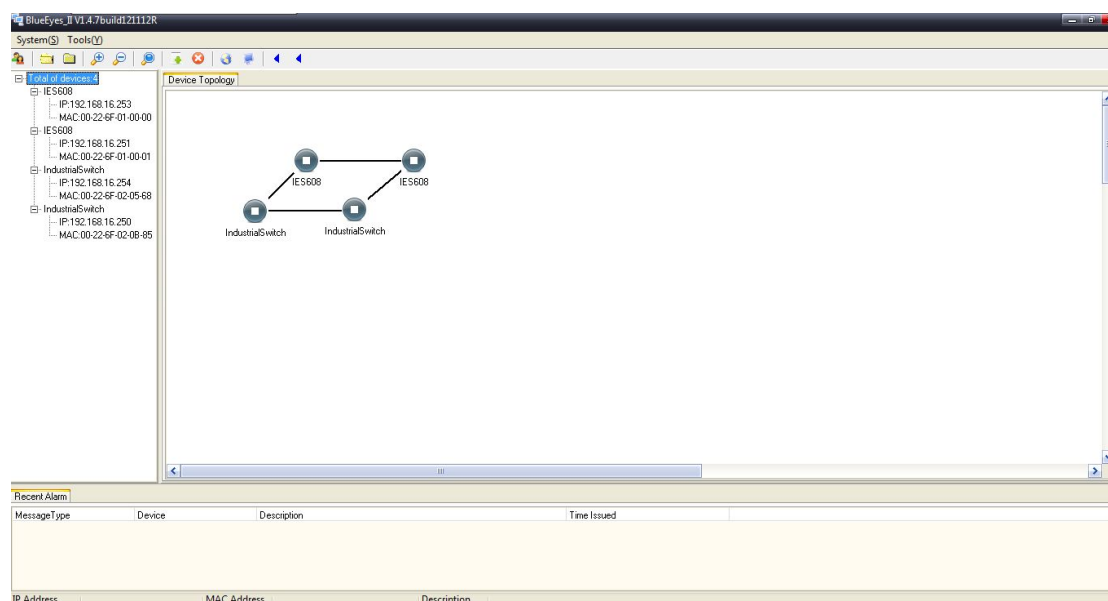 BlueEyes_II V1.4.7build121112R
System(S) Tools(V)
Total of devices:4
IES608
IP:192.168.16.253
MAC:00-22-6F-01-00-00
IES608
IP:192.168.16.251
MAC:00-22-6F-01-00-01
IndustrialSwitch
IP:192.168.16.254
MAC:00-22-6F-02-05-68
IndustrialSwitch
IP:192.168.16.250
MAC:00-22-6F-02-0B-85
Device Topology
IES608 IES608
IndustrialSwitch IndustrialSwitch
Recent Alarm
MessageType Device Description Time Issued
IP Address MAC Address Description